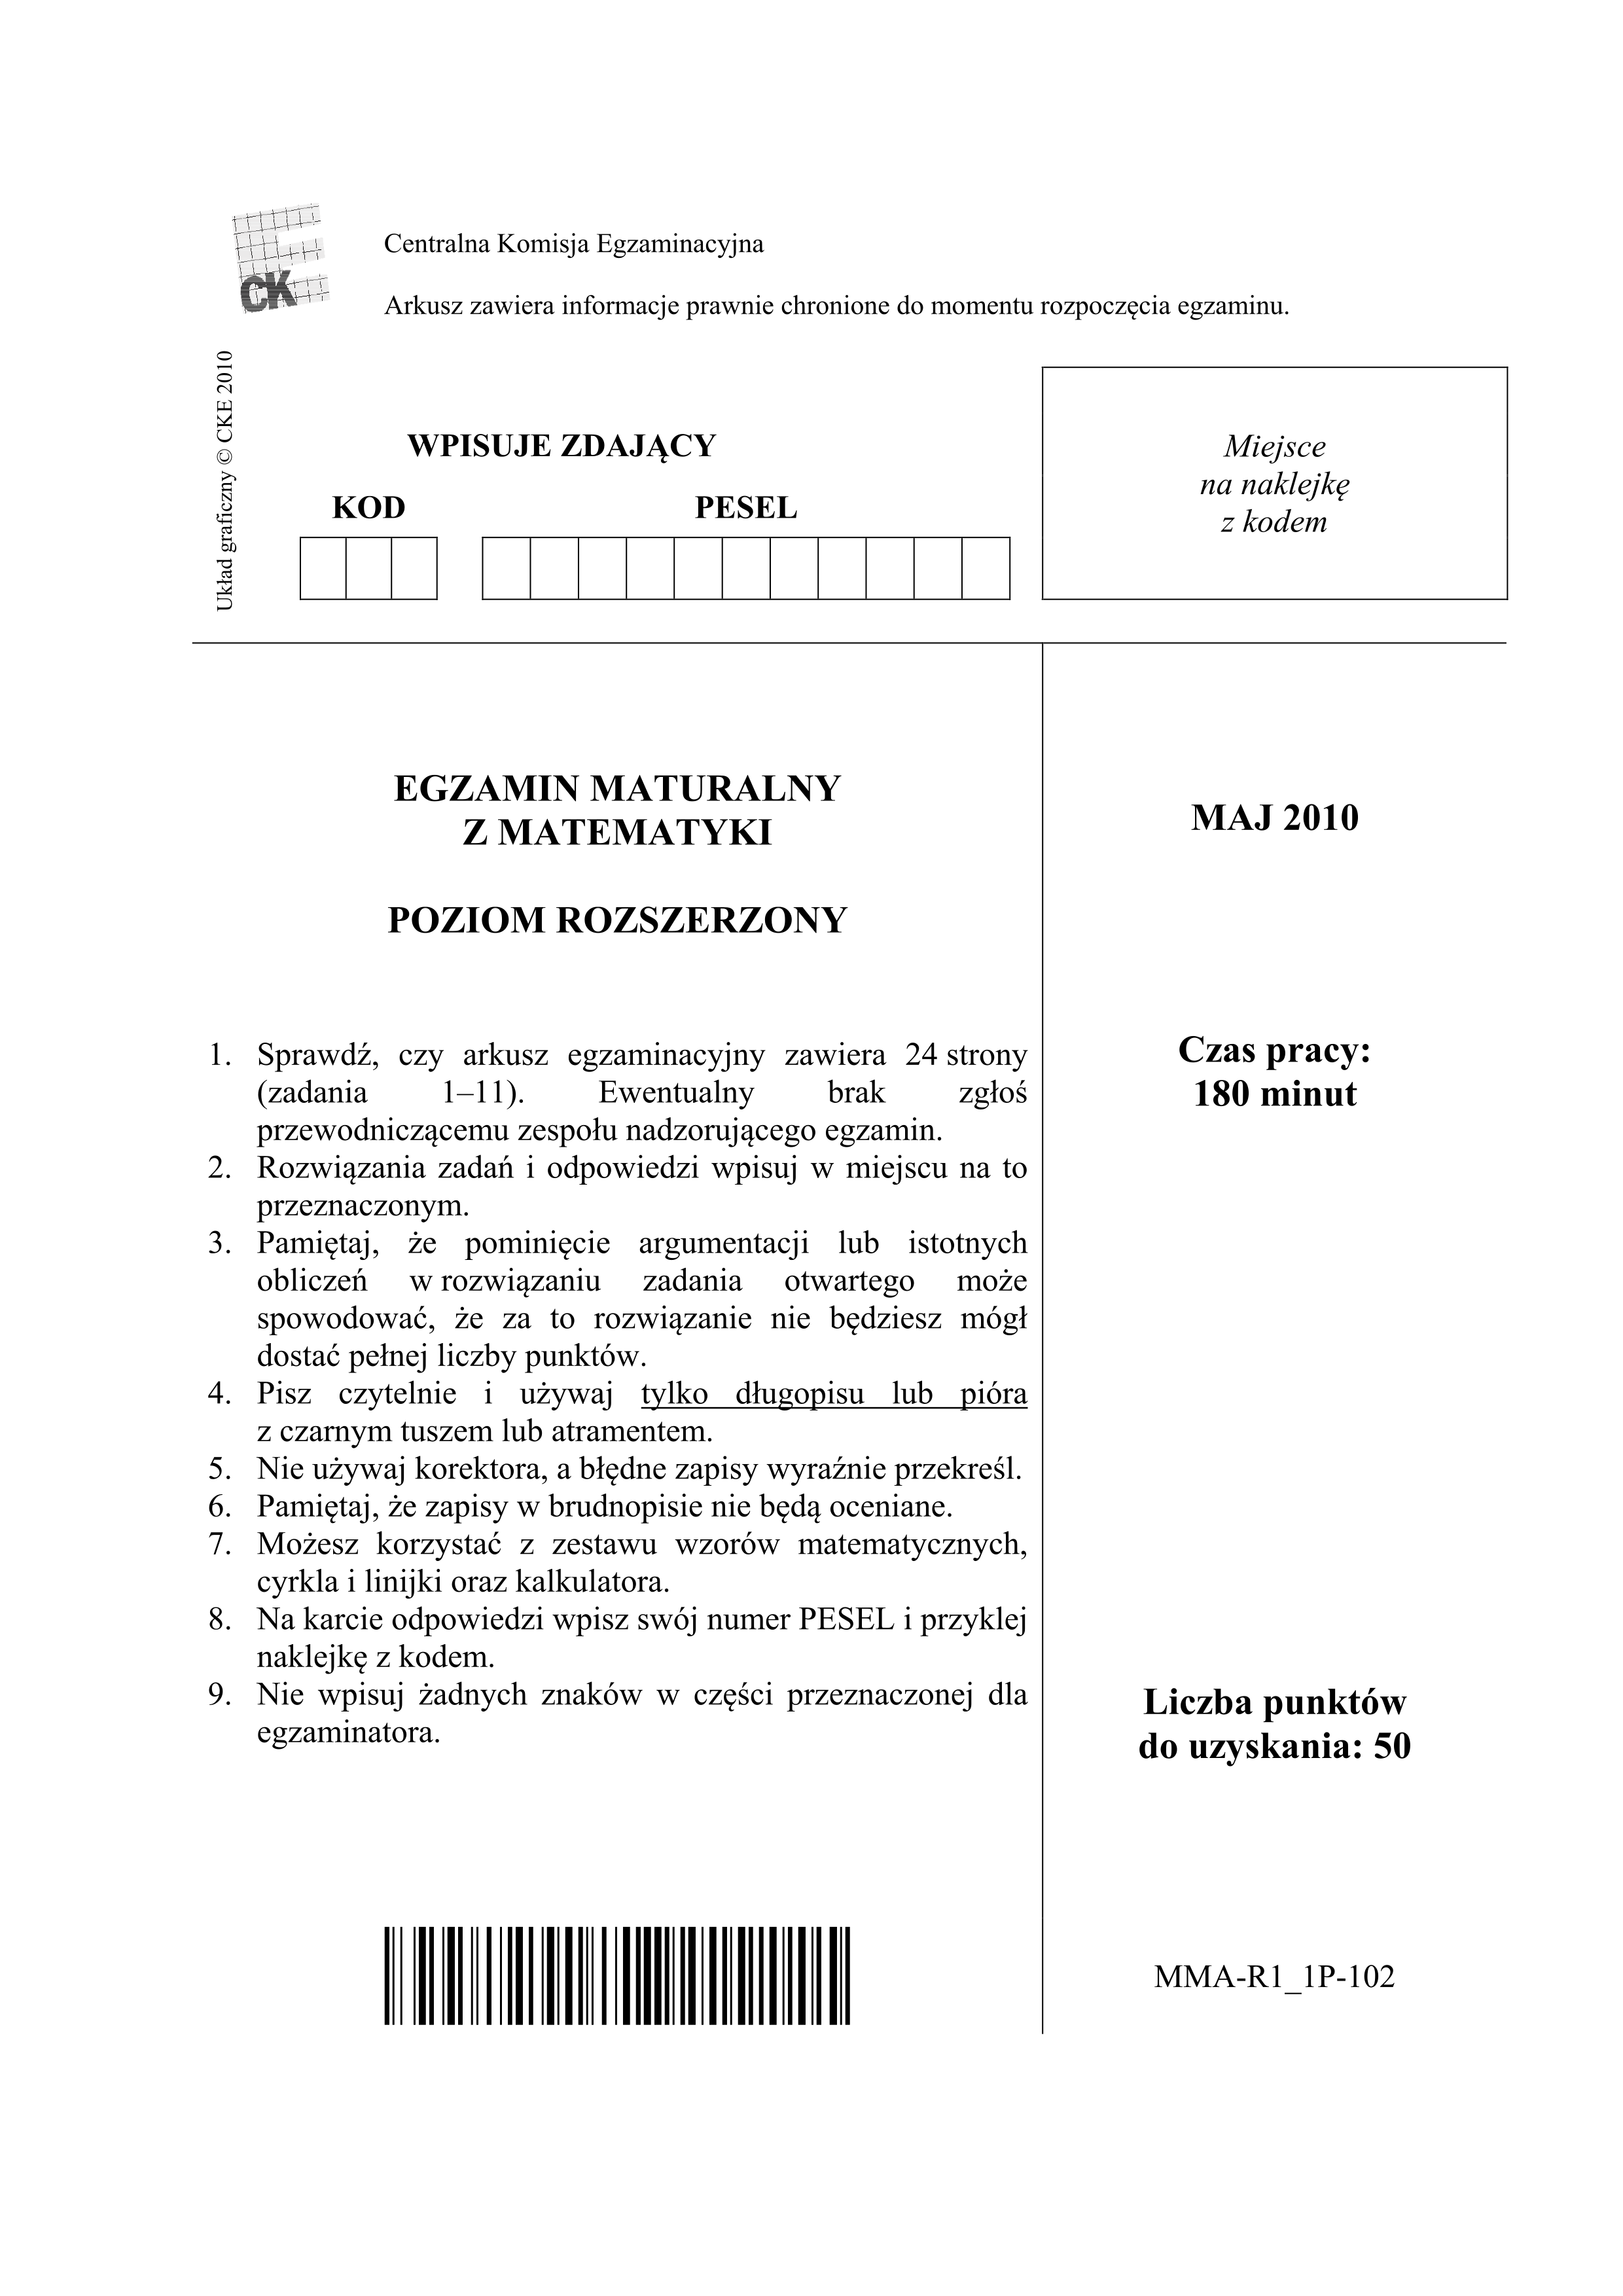 CKE
Centralna Komisja Egzaminacyjna
Arkusz zawiera informacje prawnie chronione do momentu rozpoczęcia egzaminu.
Układ graficzny © CKE 2010
WPISUJE ZDAJĄCY
KOD
PESEL
Miejsce
na naklejkę
z kodem
EGZAMIN MATURALNY
Z MATEMATYKI
POZIOM ROZSZERZONY
1. Sprawdź, czy arkusz egzaminacyjny zawiera 24 strony
(zadania 1–11). Ewentualny brak zgłoś
przewodniczącemu zespołu nadzorującego egzamin.
2. Rozwiązania zadań i odpowiedzi wpisuj w miejscu na to
przeznaczonym.
3. Pamiętaj, że pominięcie argumentacji lub istotnych
obliczeń w rozwiązaniu zadania otwartego może
spowodować, że za to rozwiązanie nie będziesz mógł
dostać pełnej liczby punktów.
4. Pisz czytelnie i używaj tylko długopisu lub pióra
z czarnym tuszem lub atramentem.
5. Nie używaj korektora, a błędne zapisy wyraźnie przekreśl.
6. Pamiętaj, że zapisy w brudnopisie nie będą oceniane.
7. Możesz korzystać z zestawu wzorów matematycznych,
cyrkla i linijki oraz kalkulatora.
8. Na karcie odpowiedzi wpisz swój numer PESEL i przyklej
naklejkę z kodem.
9. Nie wpisuj żadnych znaków w części przeznaczonej dla
egzaminatora.
MAJ 2010
Czas pracy:
180 minut
Liczba punktów
do uzyskania: 50
MMA-R1_1P-102